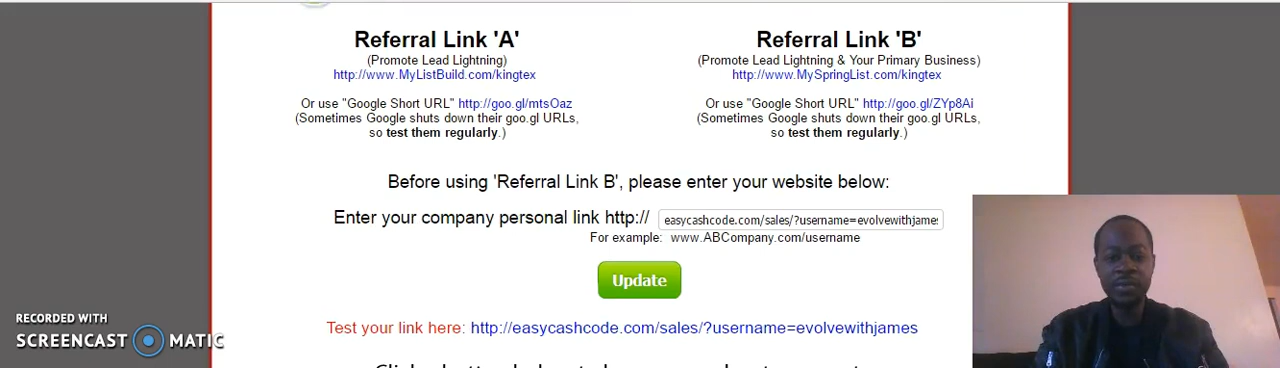 Referral Link 'A'
(Promote Lead Lightning)
http://www.MyListBuild.com/kingtex
Or use "Google Short URL" http://goo.gl/mtsOaz
(Sometimes Google shuts down their goo.gl URLs,
so test them regularly.)
Referral Link 'B'
(Promote Lead Lightning & Your Primary Business)
http://www.MySpringList.com/kingtex
Or use "Google Short URL" http://goo.gl/ZYp8Ai
(Sometimes Google shuts down their goo.gl URLs,
so test them regularly.)
Before using 'Referral Link B', please enter your website below:
Enter your company personal link http:// easycashcode.com/sales/?username=evolvewithjames
For example: www.ABCompany.com/username
Update
Test your link here: http://easycashcode.com/sales/?username=evolvewithjames
RECORDED WITH
SCREENCAST MATIC